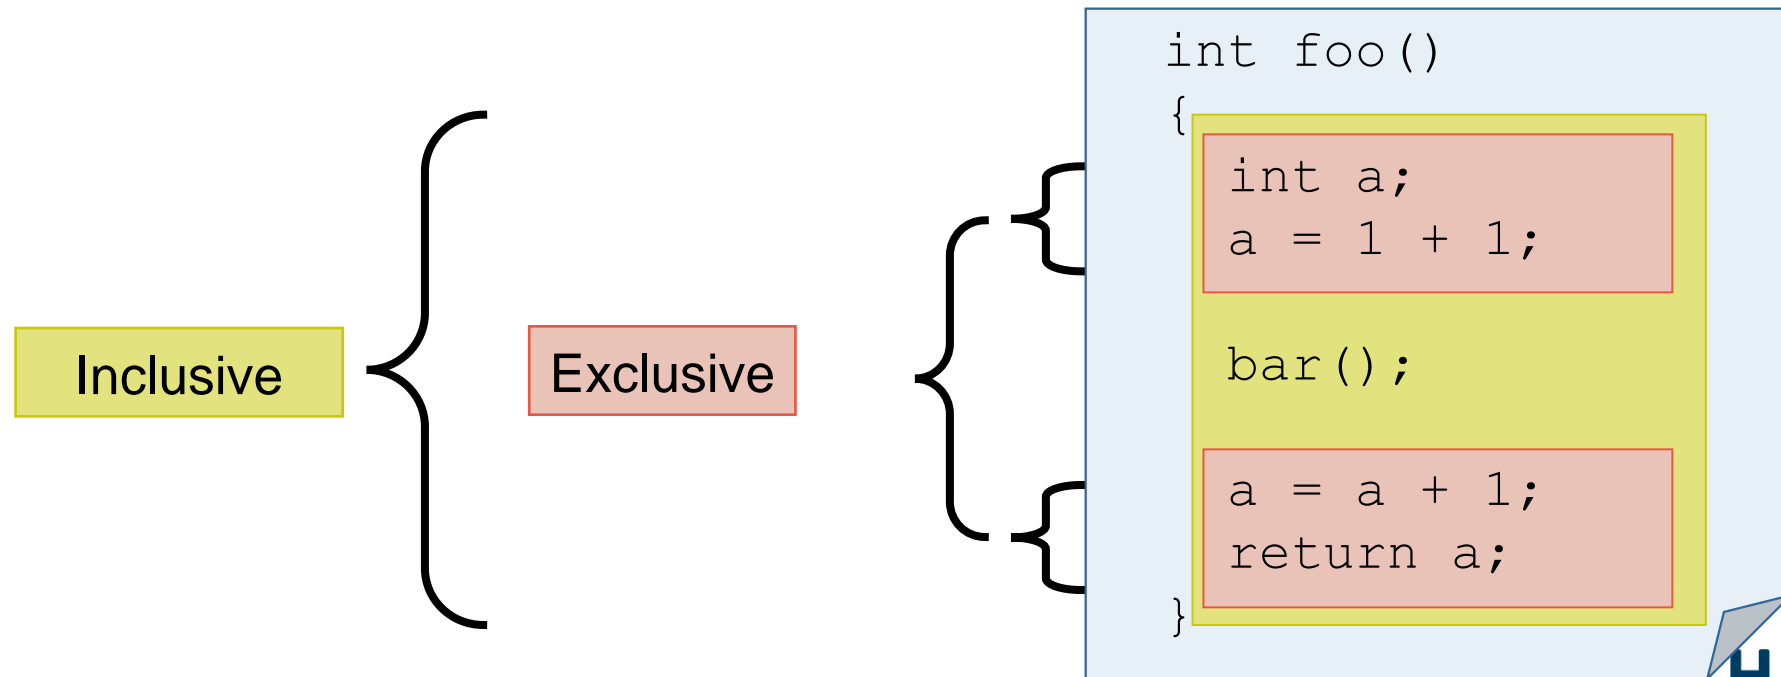 int foo()
{
int a;
a = 1 + 1;
Inclusive
Exclusive
bar();
a = a + 1;
return a;
}